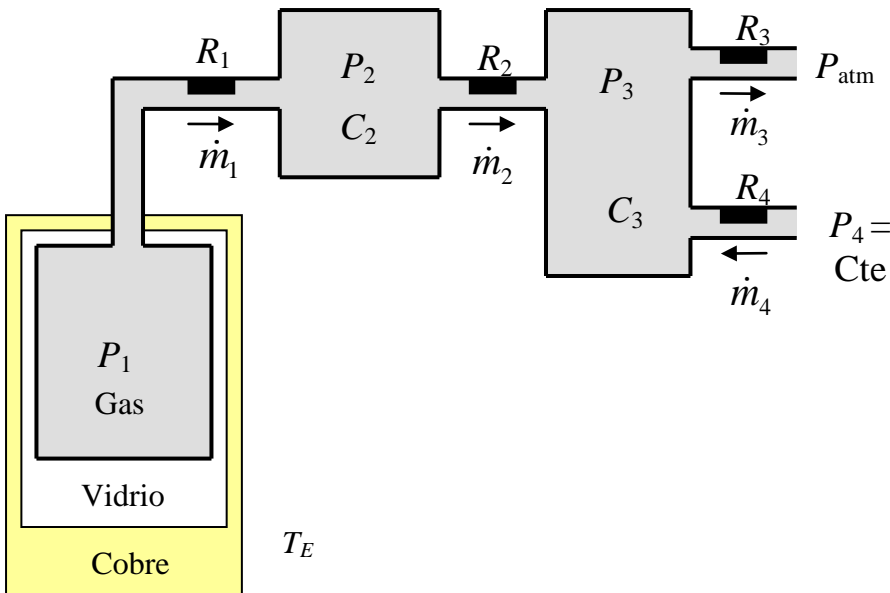 R₁
R₂
R₃
P₂
P₃
Pₐₜₘ
C₂
ṁ₁
ṁ₂
ṁ₃
R₄
C₃
P₄ =
Cte
ṁ₄
P₁
Gas
Vidrio
Cobre
T_E